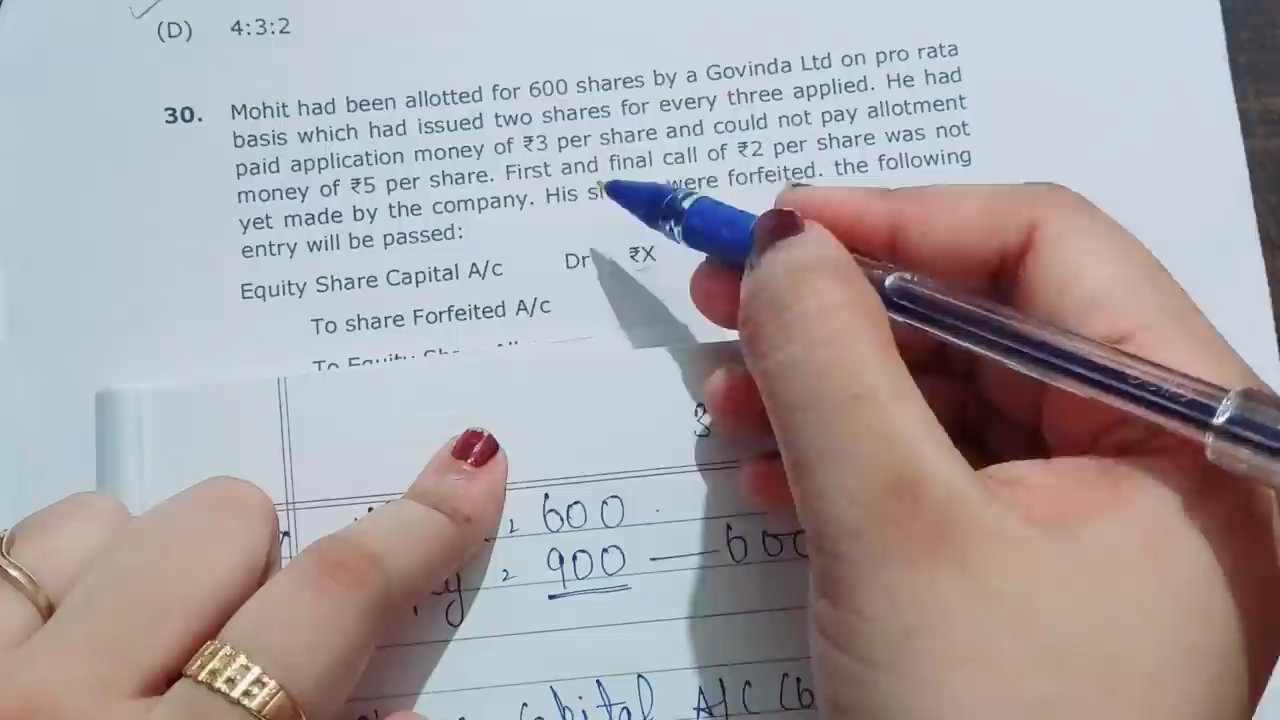 (D) 4:3:2
30. Mohit had been allotted for 600 shares by a Govinda Ltd on pro rata
basis which had issued two shares for every three applied. He had
paid application money of ₹3 per share and could not pay allotment
money of ₹5 per share. First and final call of ₹2 per share was not
yet made by the company. His were forfeited. the following
entry will be passed:
Equity Share Capital A/c Dr ₹X
To share Forfeited A/c
To Equity
3
, 600
900 — 600
Capital A/C (b